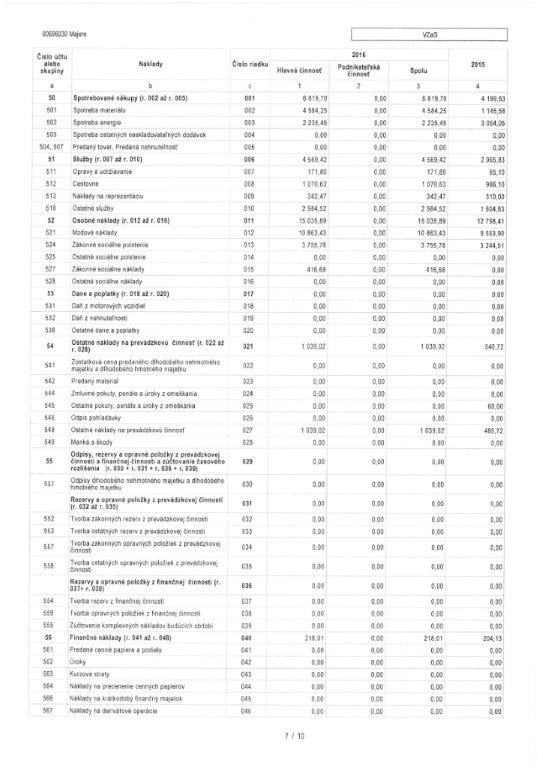 00696030 Majere
VZaS
Číslo účtu alebo skupiny Náklady Číslo riadku 2016 2015
Hlavná činnosť Podnikateľská činnosť Spolu
a b c 1 2 3 4
50 Spotrebované nákupy (r. 002 až r. 005) 001 6 819,70 0,00 6 819,70 4 199,63
501 Spotreba materiálu 002 4 584,25 0,00 4 584,25 1 145,58
502 Spotreba energie 003 2 235,45 0,00 2 235,45 3 054,05
503 Spotreba ostatných neskladovateľných dodávok 004 0,00 0,00 0,00 0,00
504, 507 Predaný tovar, Predaná nehnuteľnosť 005 0,00 0,00 0,00 0,00
51 Služby (r. 007 až r. 010) 006 4 569,42 0,00 4 569,42 2 965,83
511 Opravy a udržiavanie 007 171,80 0,00 171,80 65,10
512 Cestovné 008 1 070,63 0,00 1 070,63 986,10
513 Náklady na reprezentáciu 009 342,47 0,00 342,47 310,00
518 Ostatné služby 010 2 984,52 0,00 2 984,52 1 604,63
52 Osobné náklady (r. 012 až r. 016) 011 15 035,89 0,00 15 035,89 12 798,41
521 Mzdové náklady 012 10 863,43 0,00 10 863,43 9 553,90
524 Zákonné sociálne poistenie 013 3 755,78 0,00 3 755,78 3 244,51
525 Ostatné sociálne poistenie 014 0,00 0,00 0,00 0,00
527 Zákonné sociálne náklady 015 416,68 0,00 416,68 0,00
528 Ostatné sociálne náklady 016 0,00 0,00 0,00 0,00
53 Dane a poplatky (r. 018 až r. 020) 017 0,00 0,00 0,00 0,00
531 Daň z motorových vozidiel 018 0,00 0,00 0,00 0,00
532 Daň z nehnuteľnosti 019 0,00 0,00 0,00 0,00
538 Ostatné dane a poplatky 020 0,00 0,00 0,00 0,00
54 Ostatné náklady na prevádzkovú činnosť (r. 022 až r. 028) 021 1 039,02 0,00 1 039,02 540,72
541 Zostatková cena predaného dlhodobého nehmotného majetku a dlhodobého hmotného majetku 022 0,00 0,00 0,00 0,00
542 Predaný materiál 023 0,00 0,00 0,00 0,00
544 Zmluvné pokuty, penále a úroky z omeškania 024 0,00 0,00 0,00 0,00
545 Ostatné pokuty, penále a úroky z omeškania 025 0,00 0,00 0,00 60,00
546 Odpis pohľadávky 026 0,00 0,00 0,00 0,00
548 Ostatné náklady na prevádzkovú činnosť 027 1 039,02 0,00 1 039,02 480,72
549 Manká a škody 028 0,00 0,00 0,00 0,00
55 Odpisy, rezervy a opravné položky z prevádzkovej činnosti a finančnej činnosti a zúčtovanie časového rozlíšenia (r. 030 + r. 031 + r. 036 + r. 039) 029 0,00 0,00 0,00 0,00
551 Odpisy dlhodobého nehmotného majetku a dlhodobého hmotného majetku 030 0,00 0,00 0,00 0,00
Rezervy a opravné položky z prevádzkovej činnosti (r. 032 až r. 035) 031 0,00 0,00 0,00 0,00
552 Tvorba zákonných rezerv z prevádzkovej činnosti 032 0,00 0,00 0,00 0,00
553 Tvorba ostatných rezerv z prevádzkovej činnosti 033 0,00 0,00 0,00 0,00
557 Tvorba zákonných opravných položiek z prevádzkovej činnosti 034 0,00 0,00 0,00 0,00
558 Tvorba ostatných opravných položiek z prevádzkovej činnosti 035 0,00 0,00 0,00 0,00
Rezervy a opravné položky z finančnej činnosti (r. 037+ r. 038) 036 0,00 0,00 0,00 0,00
554 Tvorba rezerv z finančnej činnosti 037 0,00 0,00 0,00 0,00
559 Tvorba opravných položiek z finančnej činnosti 038 0,00 0,00 0,00 0,00
555 Zúčtovanie komplexných nákladov budúcich období 039 0,00 0,00 0,00 0,00
56 Finančné náklady (r. 041 až r. 048) 040 218,01 0,00 218,01 204,13
561 Predané cenné papiere a podiely 041 0,00 0,00 0,00 0,00
562 Úroky 042 0,00 0,00 0,00 0,00
563 Kurzové straty 043 0,00 0,00 0,00 0,00
564 Náklady na precenenie cenných papierov 044 0,00 0,00 0,00 0,00
566 Náklady na krátkodobý finančný majetok 045 0,00 0,00 0,00 0,00
567 Náklady na derivátové operácie 046 0,00 0,00 0,00 0,00
7 / 10